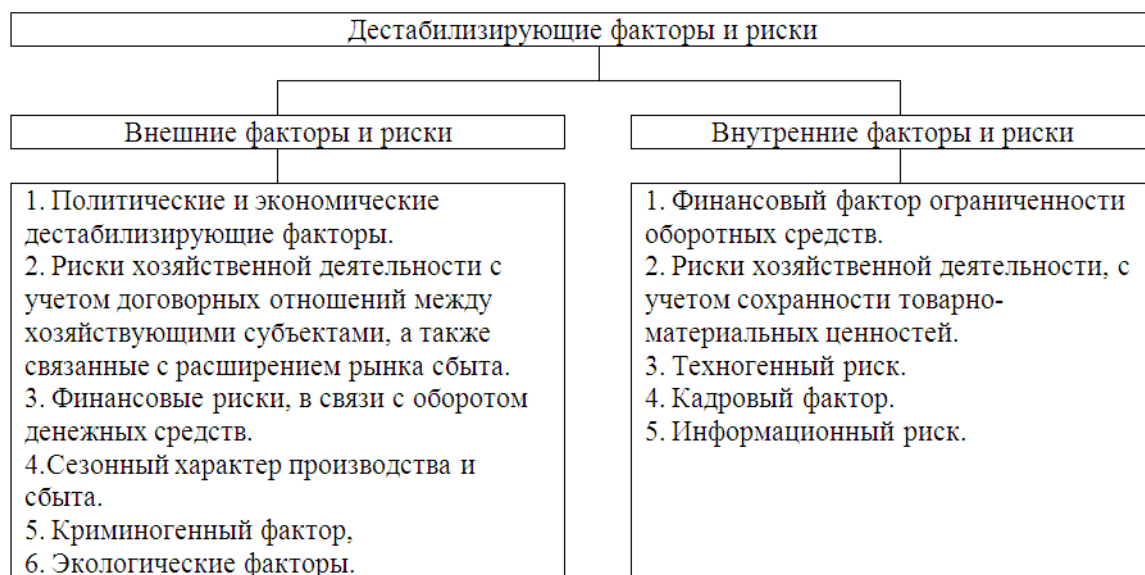 Дестабилизирующие факторы и риски
Внешние факторы и риски
1. Политические и экономические
дестабилизирующие факторы.
2. Риски хозяйственной деятельности с
учетом договорных отношений между
хозяйствующими субъектами, а также
связанные с расширением рынка сбыта.
3. Финансовые риски, в связи с оборотом
денежных средств.
4.Сезонный характер производства и
сбыта.
5. Криминогенный фактор,
6. Экологические факторы.
Внутренние факторы и риски
1. Финансовый фактор ограниченности
оборотных средств.
2. Риски хозяйственной деятельности, с
учетом сохранности товарно-
материальных ценностей.
3. Техногенный риск.
4. Кадровый фактор.
5. Информационный риск.